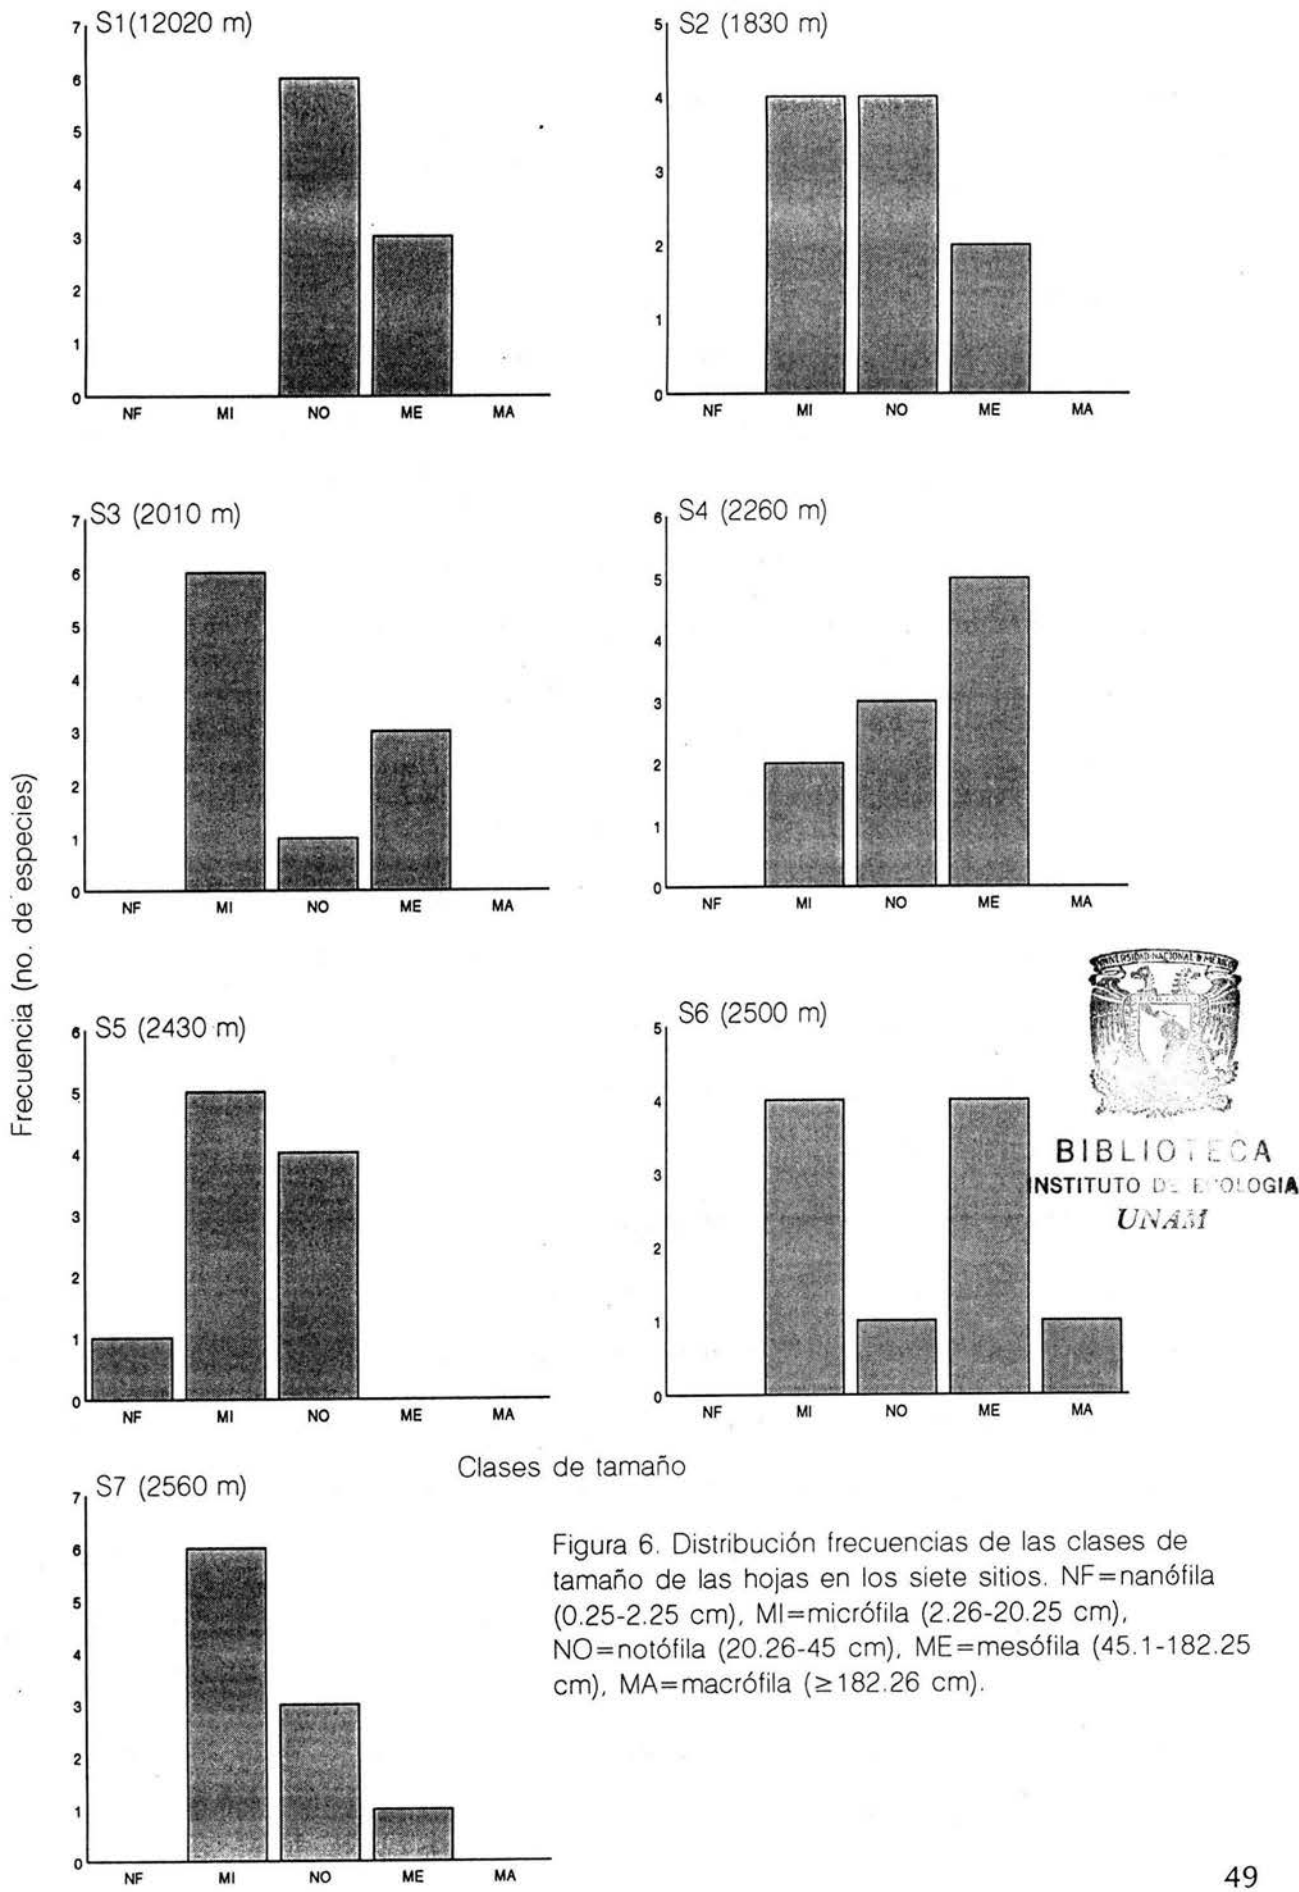 S1(12020 m)
7
6
5
4
3
2
1
0
NF MI NO ME MA
S2 (1830 m)
5
4
3
2
1
0
NF MI NO ME MA
S3 (2010 m)
7
6
5
4
3
2
1
0
NF MI NO ME MA
S4 (2260 m)
6
5
4
3
2
1
0
NF MI NO ME MA
Frecuencia (no. de especies)
S5 (2430 m)
6
5
4
3
2
1
0
NF MI NO ME MA
S6 (2500 m)
5
4
3
2
1
0
NF MI NO ME MA
BIBLIOTECA
INSTITUTO DE ECOLOGIA
UNAM
Clases de tamaño
S7 (2560 m)
7
6
5
4
3
2
1
0
NF MI NO ME MA
Figura 6. Distribución frecuencias de las clases de
tamaño de las hojas en los siete sitios. NF=nanófila
(0.25-2.25 cm), MI=micrófila (2.26-20.25 cm),
NO=notófila (20.26-45 cm), ME=mesófila (45.1-182.25
cm), MA=macrófila (≥182.26 cm).
49